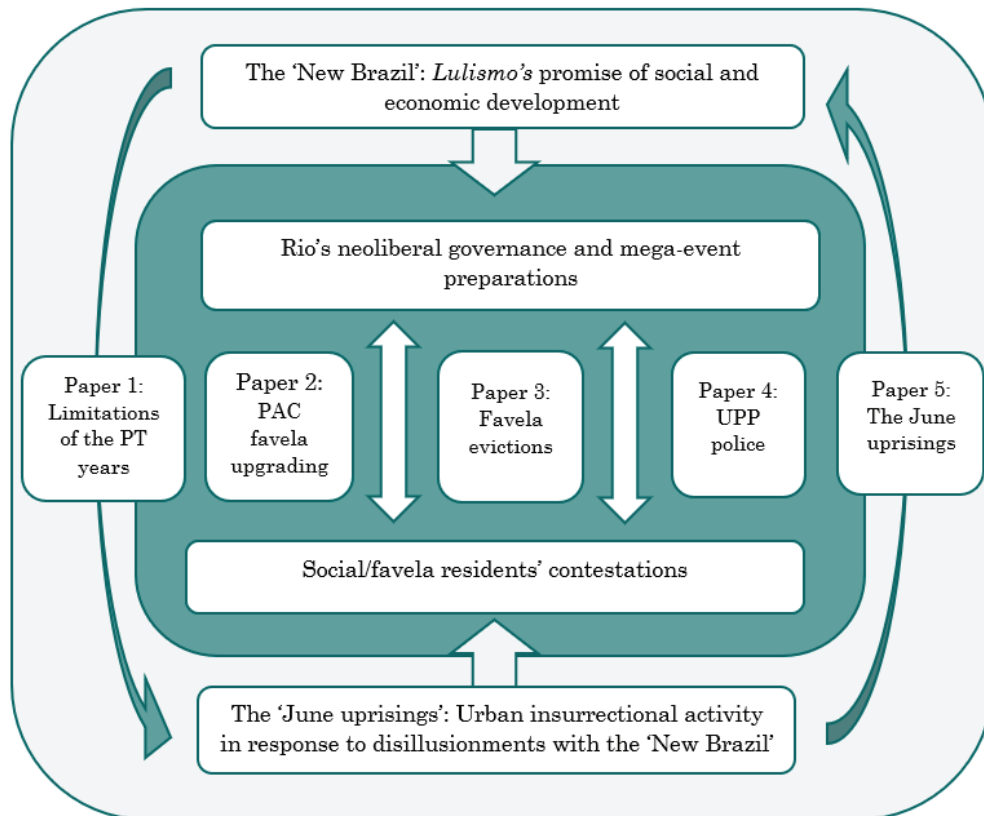 The ‘New Brazil’: Lulismo’s promise of social and
economic development
Rio’s neoliberal governance and mega-event
preparations
Paper 1:
Limitations
of the PT
years
Paper 2:
PAC
favela
upgrading
Paper 3:
Favela
evictions
Paper 4:
UPP
police
Paper 5:
The June
uprisings
Social/favela residents’ contestations
The ‘June uprisings’: Urban insurrectional activity
in response to disillusionments with the ‘New Brazil’